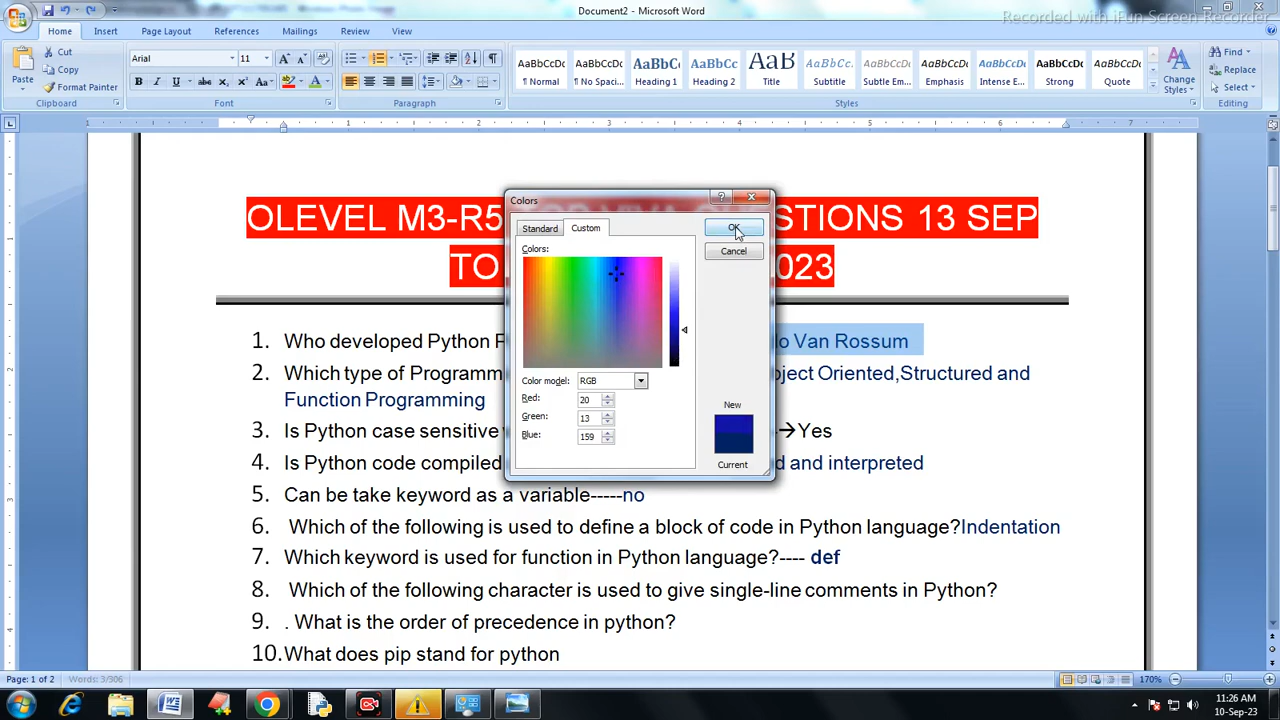 Document2 - Microsoft Word
Recorded with iFun Screen Recorder
Home Insert Page Layout References Mailings Review View
Paste
Cut
Copy
Format Painter
Clipboard
Arial 11
Font
Paragraph
AaBbCcDc AaBbCcDc AaBbCc AaBbCc AaB AaBbCc. AaBbCcDc AaBbCcDc AaBbCcDc AaBbCcDc AaBbCcDc
¶ Normal ¶ No Spaci... Heading 1 Heading 2 Title Subtitle Subtle Em... Emphasis Intense E... Strong Quote
Change Styles
Styles
Find
Replace
Select
Editing
1 1 2 3 4 5 6 7
OLEVEL M3-R5 STIONS 13 SEP
TO 023
1. Who developed Python P o Van Rossum
2. Which type of Programm bject Oriented,Structured and
Function Programming
3. Is Python case sensitive → Yes
4. Is Python code compiled d and interpreted
5. Can be take keyword as a variable-----no
6. Which of the following is used to define a block of code in Python language?Indentation
7. Which keyword is used for function in Python language?---- def
8. Which of the following character is used to give single-line comments in Python?
9. . What is the order of precedence in python?
10.What does pip stand for python
Colors
Standard Custom
OK
Cancel
Colors:
Color model: RGB
Red: 20
Green: 13
Blue: 159
New
Current
Page: 1 of 2 Words: 3/306
170%
11:26 AM
10-Sep-23